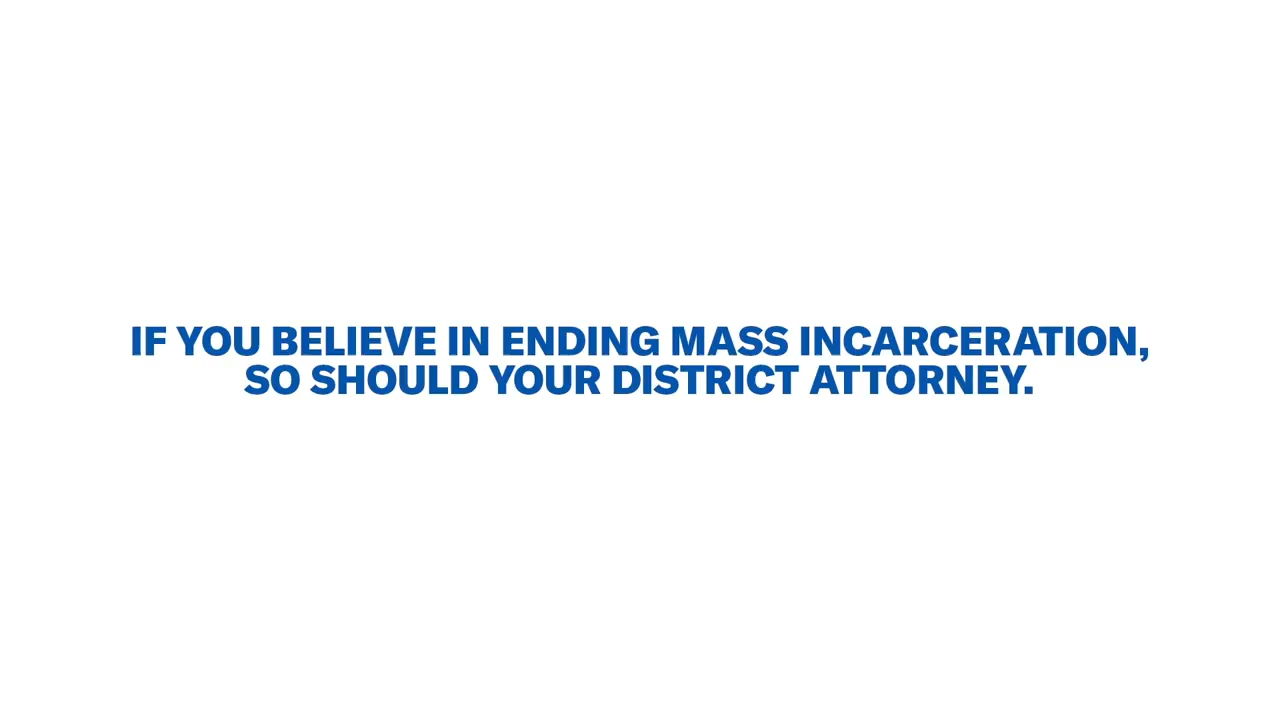 IF YOU BELIEVE IN ENDING MASS INCARCERATION,
SO SHOULD YOUR DISTRICT ATTORNEY.